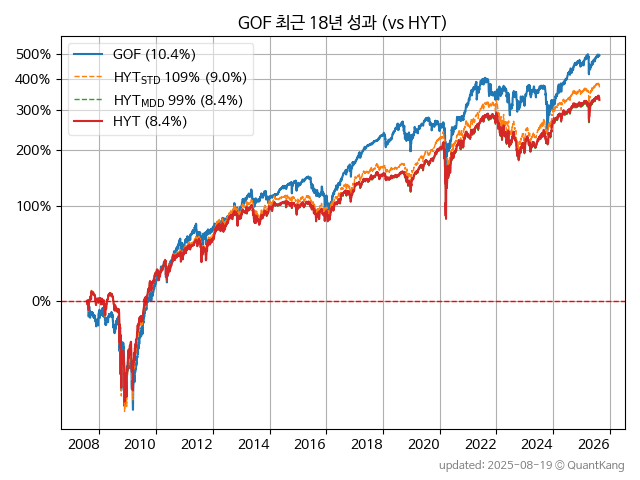 GOF 최근 18년 성과 (vs HYT)
GOF (10.4%)
HYT_STD 109% (9.0%)
HYT_MDD 99% (8.4%)
HYT (8.4%)
500%
400%
300%
200%
100%
0%
2008 2010 2012 2014 2016 2018 2020 2022 2024 2026
updated: 2025-08-19 © QuantKang